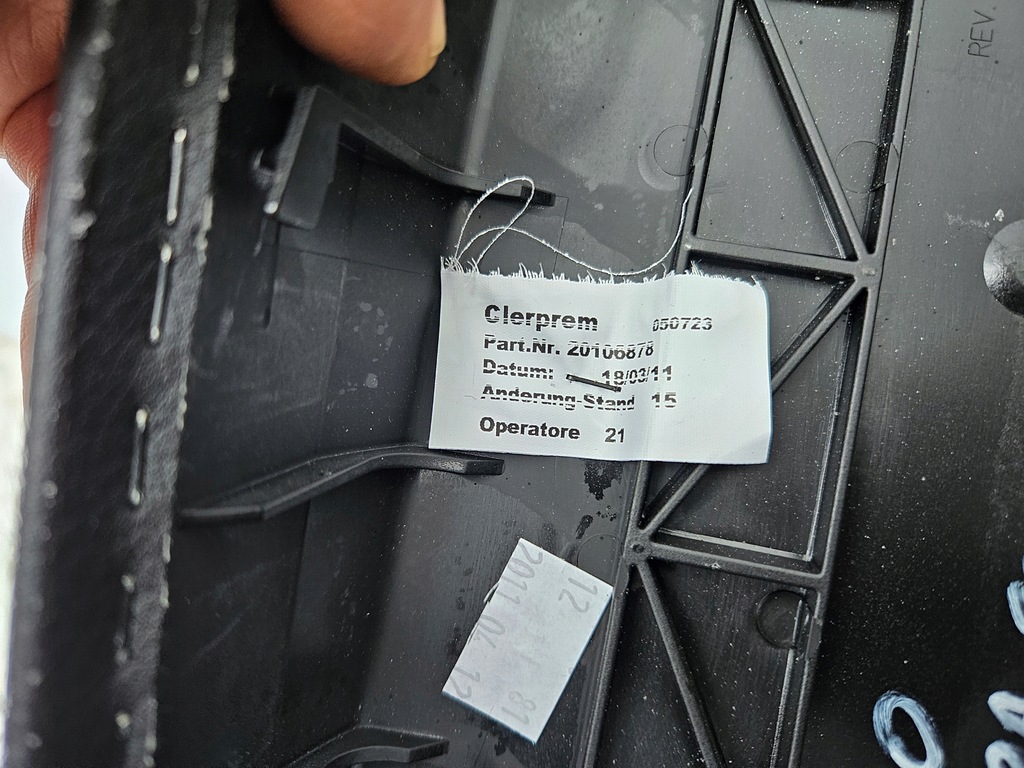 REV.
Clerprem 050723
Part.Nr. 20106878
Datum: 18/03/11
Anderung-Stand 15
Operatore 21
12
81
2011 04 12